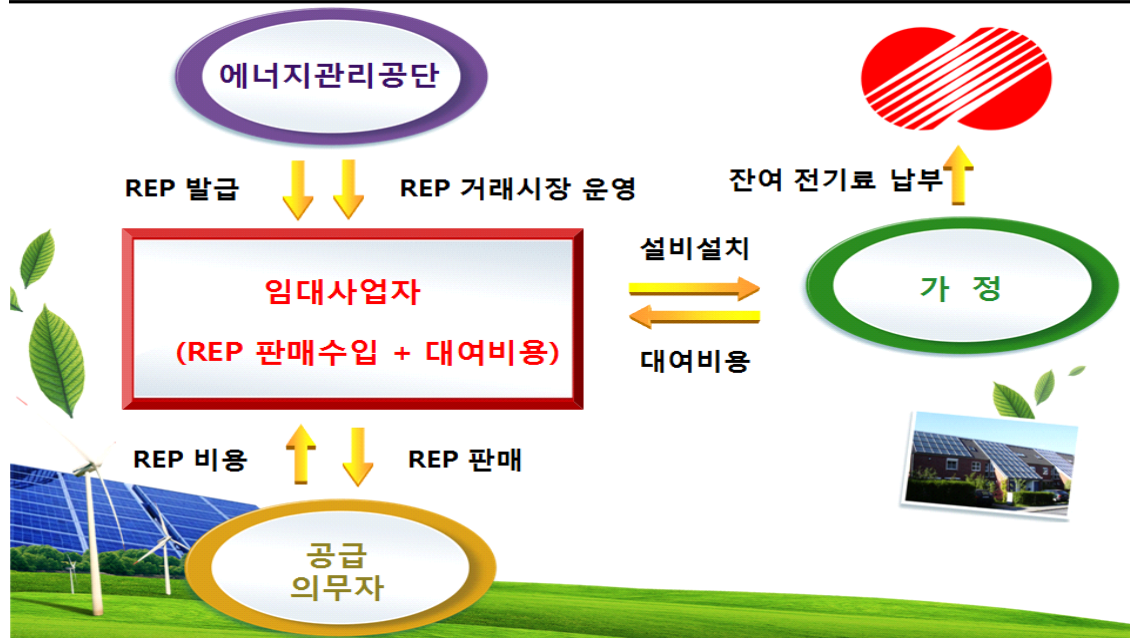 에너지관리공단
REP 발급
REP 거래시장 운영
잔여 전기료 납부
임대사업자
(REP 판매수입 + 대여비용)
설비설치
대여비용
가 정
REP 비용
REP 판매
공급
의무자